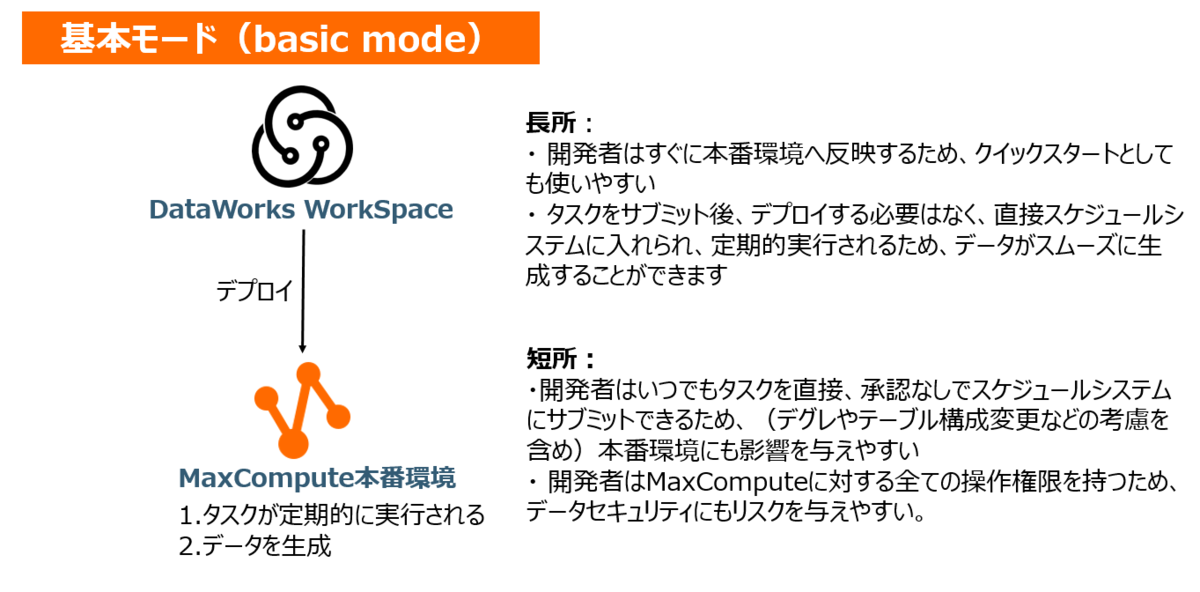 基本モード（basic mode）
DataWorks WorkSpace
デプロイ
MaxCompute本番環境
1.タスクが定期的に実行される
2.データを生成
長所：
・ 開発者はすぐに本番環境へ反映するため、クイックスタートとして
も使いやすい
・ タスクをサブミット後、デプロイする必要はなく、直接スケジュールシ
ステムに入れられ、定期的実行されるため、データがスムーズに生
成することができます
短所：
・開発者はいつでもタスクを直接、承認なしでスケジュールシステム
にサブミットできるため、（デグレやテーブル構成変更などの考慮を
含め）本番環境にも影響を与えやすい
・ 開発者はMaxComputeに対する全ての操作権限を持つため、
データセキュリティにもリスクを与えやすい。